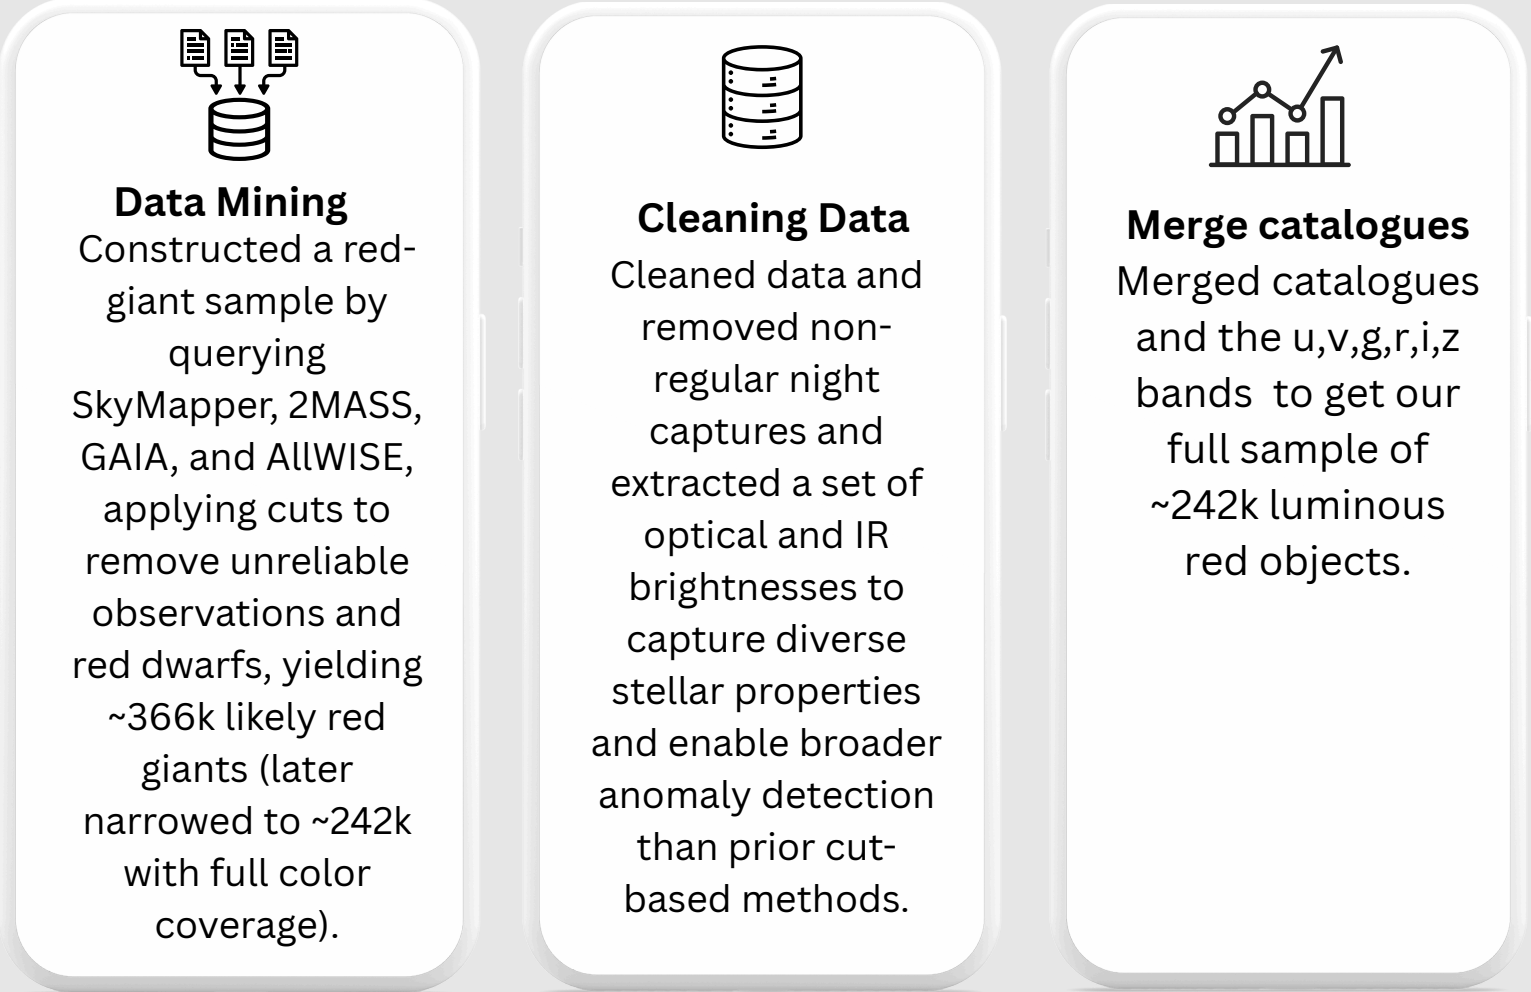 Data Mining
Constructed a red-
giant sample by
querying
SkyMapper, 2MASS,
GAIA, and AllWISE,
applying cuts to
remove unreliable
observations and
red dwarfs, yielding
~366k likely red
giants (later
narrowed to ~242k
with full color
coverage).
Cleaning Data
Cleaned data and
removed non-
regular night
captures and
extracted a set of
optical and IR
brightnesses to
capture diverse
stellar properties
and enable broader
anomaly detection
than prior cut-
based methods.
Merge catalogues
Merged catalogues
and the u,v,g,r,i,z
bands  to get our
full sample of
~242k luminous
red objects.